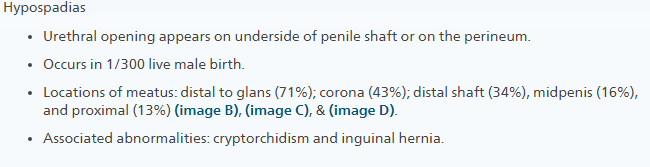 Hypospadias
Urethral opening appears on underside of penile shaft or on the perineum.
Occurs in 1/300 live male birth.
Locations of meatus: distal to glans (71%); corona (43%); distal shaft (34%), midpenis (16%),
and proximal (13%) (image B), (image C), & (image D).
Associated abnormalities: cryptorchidism and inguinal hernia.